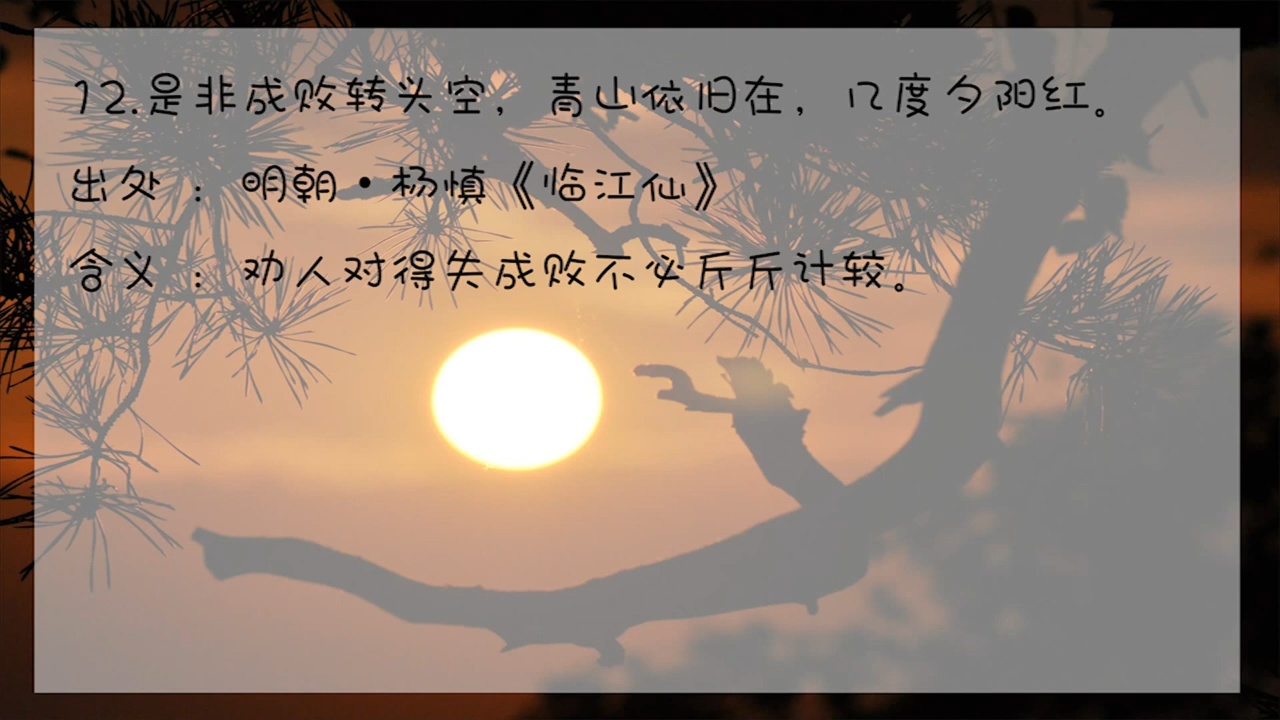 12.是非成败转头空，青山依旧在，几度夕阳红。
出处：明朝·杨慎《临江仙》
含义：劝人对得失成败不必斤斤计较。